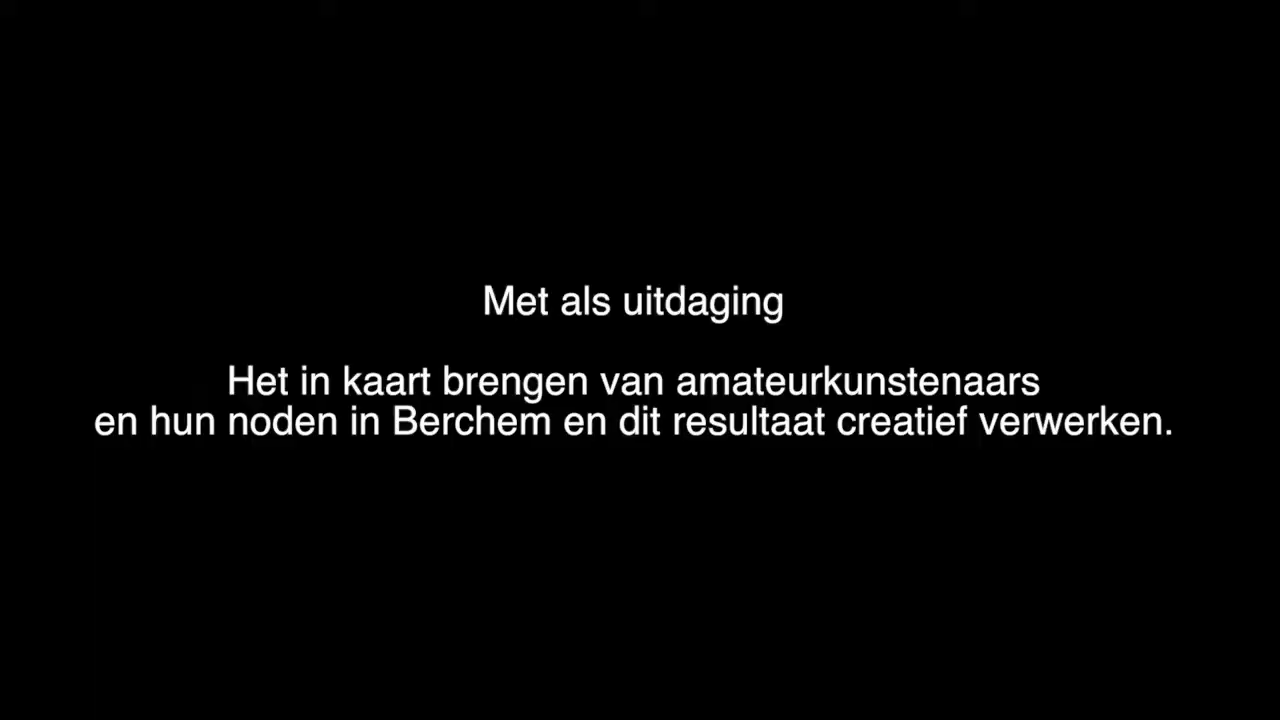 Met als uitdaging
Het in kaart brengen van amateurkunstenaars
en hun noden in Berchem en dit resultaat creatief verwerken.